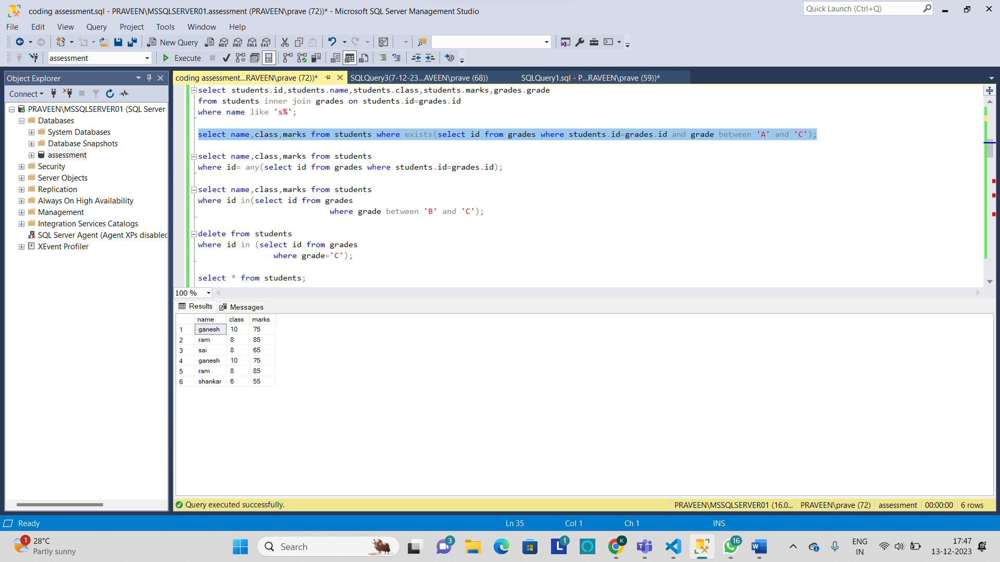 coding assessment.sql - PRAVEEN\MSSQLSERVER01.assessment (PRAVEEN\prave (72))* - Microsoft SQL Server Management Studio
Quick Launch (Ctrl+Q)
File Edit View Query Project Tools Window Help
New Query MDX DMX XMLA DAX
assessment Execute
Object Explorer
coding assessment...RAVEEN\prave (72))* SQLQuery3(7-12-23...AVEEN\prave (68)) SQLQuery1.sql - P...RAVEEN\prave (59))*
Connect
PRAVEEN\MSSQLSERVER01 (SQL Server
Databases
System Databases
Database Snapshots
assessment
Security
Server Objects
Replication
Always On High Availability
Management
Integration Services Catalogs
SQL Server Agent (Agent XPs disabled
XEvent Profiler
select students.id,students.name,students.class,students.marks,grades.grade
from students inner join grades on students.id=grades.id
where name like 's%';
select name,class,marks from students where exists(select id from grades where students.id=grades.id and grade between 'A' and 'C');
select name,class,marks from students
where id= any(select id from grades where students.id=grades.id);
select name,class,marks from students
where id in(select id from grades
where grade between 'B' and 'C');
delete from students
where id in (select id from grades
where grade='C');
select * from students;
100 %
Results Messages
name class marks
1 ganesh 10 75
2 ram 8 85
3 sai 8 65
4 ganesh 10 75
5 ram 8 85
6 shankar 6 55
Query executed successfully. PRAVEEN\MSSQLSERVER01 (16.0... PRAVEEN\prave (72) assessment 00:00:00 6 rows
Ready Ln 35 Col 1 Ch 1 INS
1 28°C
Partly sunny
Search
3
L 1
K
16
ENG
IN
17:47
13-12-2023